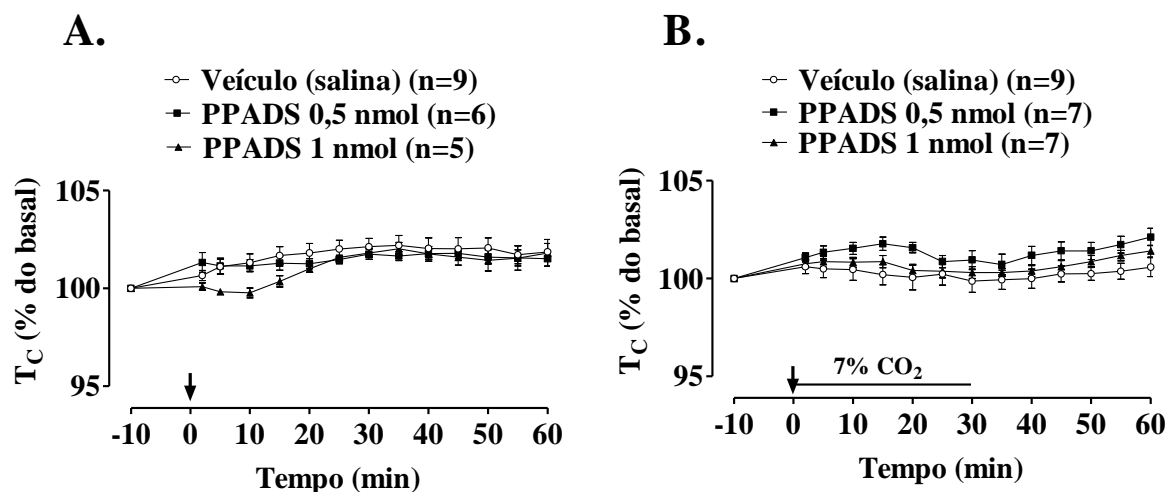 A.
Veículo (salina) (n=9)
PPADS 0,5 nmol (n=6)
PPADS 1 nmol (n=5)
T_C (% do basal)
105
100
95
-10 0 10 20 30 40 50 60
Tempo (min)
B.
Veículo (salina) (n=9)
PPADS 0,5 nmol (n=7)
PPADS 1 nmol (n=7)
T_C (% do basal)
105
100
95
7% CO₂
-10 0 10 20 30 40 50 60
Tempo (min)